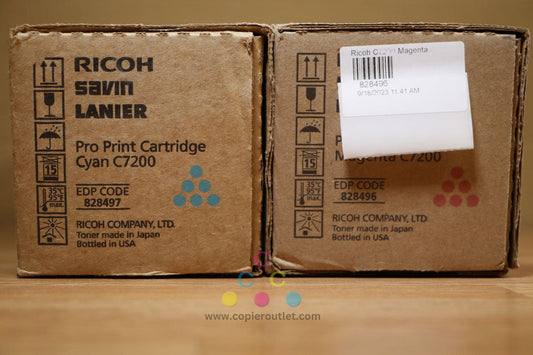 RICOH
savin
LANIER
Pro Print Cartridge
Cyan C7200
15
35°C
95°F
max.
EDP CODE
828497
RICOH COMPANY, LTD.
Toner made in Japan
Bottled in USA
Ricoh C7200 Magenta
828496
9/18/2023 11:41 AM
Magenta C7200
15
35°C
95°F
max.
EDP CODE
828496
RICOH COMPANY, LTD.
Toner made in Japan
Bottled in USA
C
C C
www.copieroutlet.com